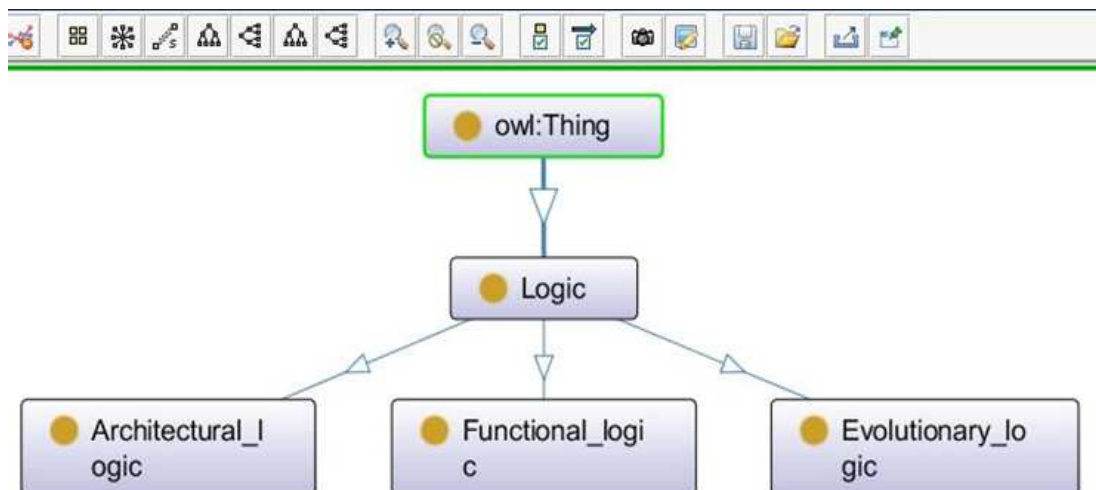 owl:Thing
Logic
Architectural_l
ogic
Functional_logi
c
Evolutionary_lo
gic